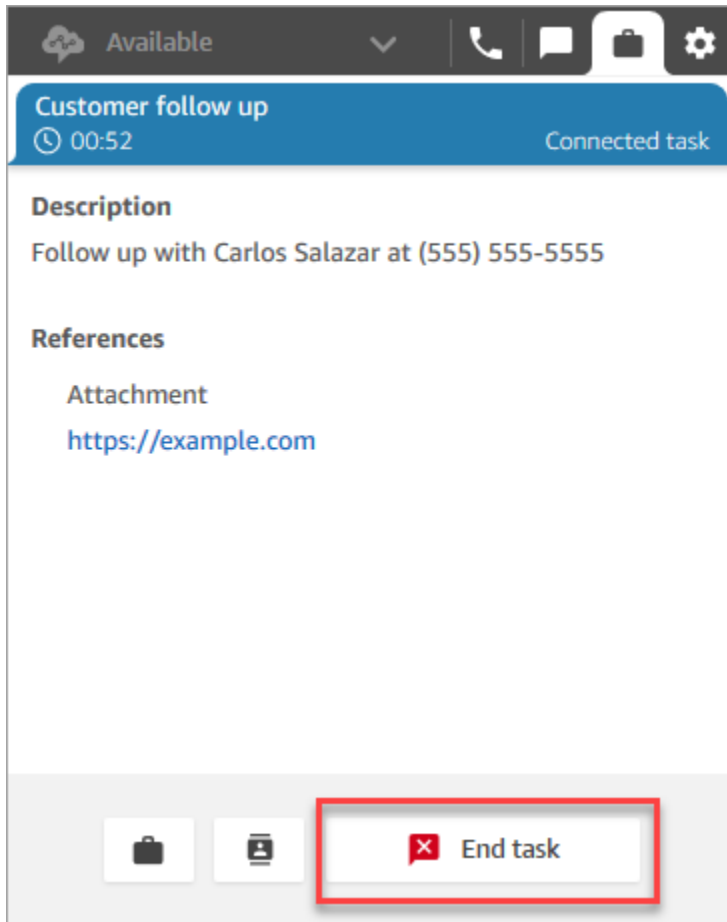 Available
Customer follow up
00:52 Connected task
Description
Follow up with Carlos Salazar at (555) 555-5555
References
Attachment
https://example.com
End task